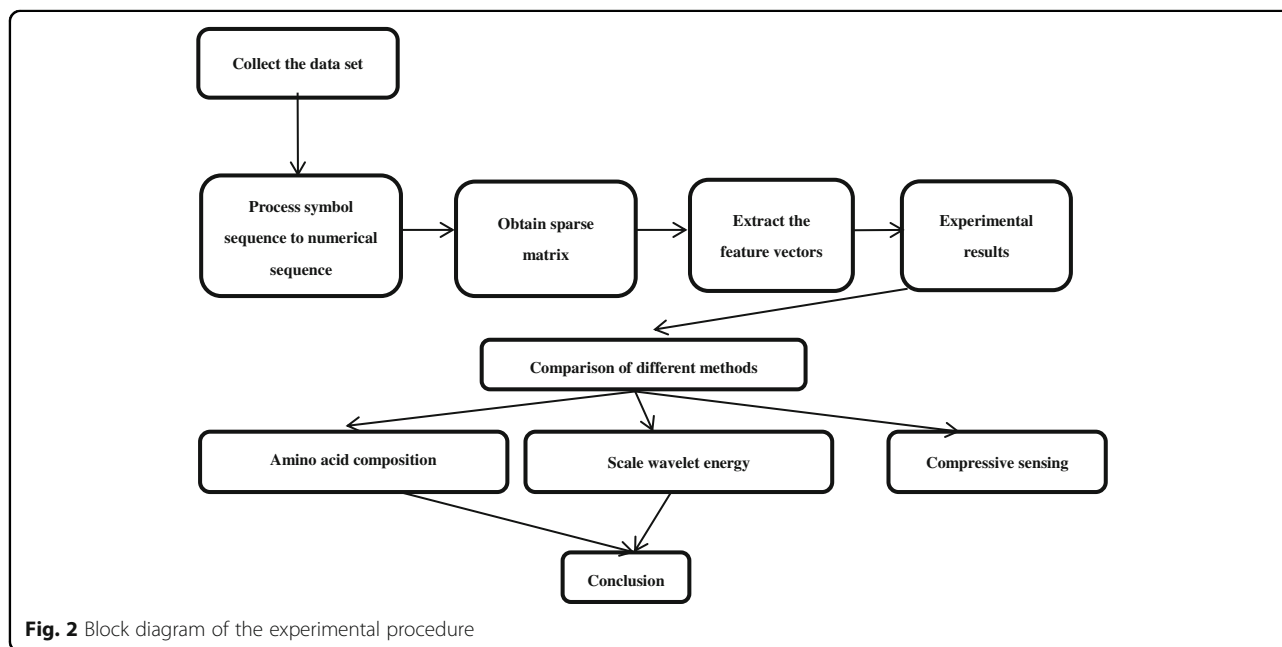 Collect the data set
Process symbol
sequence to numerical
sequence
Obtain sparse
matrix
Extract the
feature vectors
Experimental
results
Comparison of different methods
Amino acid composition
Scale wavelet energy
Compressive sensing
Conclusion
Fig. 2 Block diagram of the experimental procedure